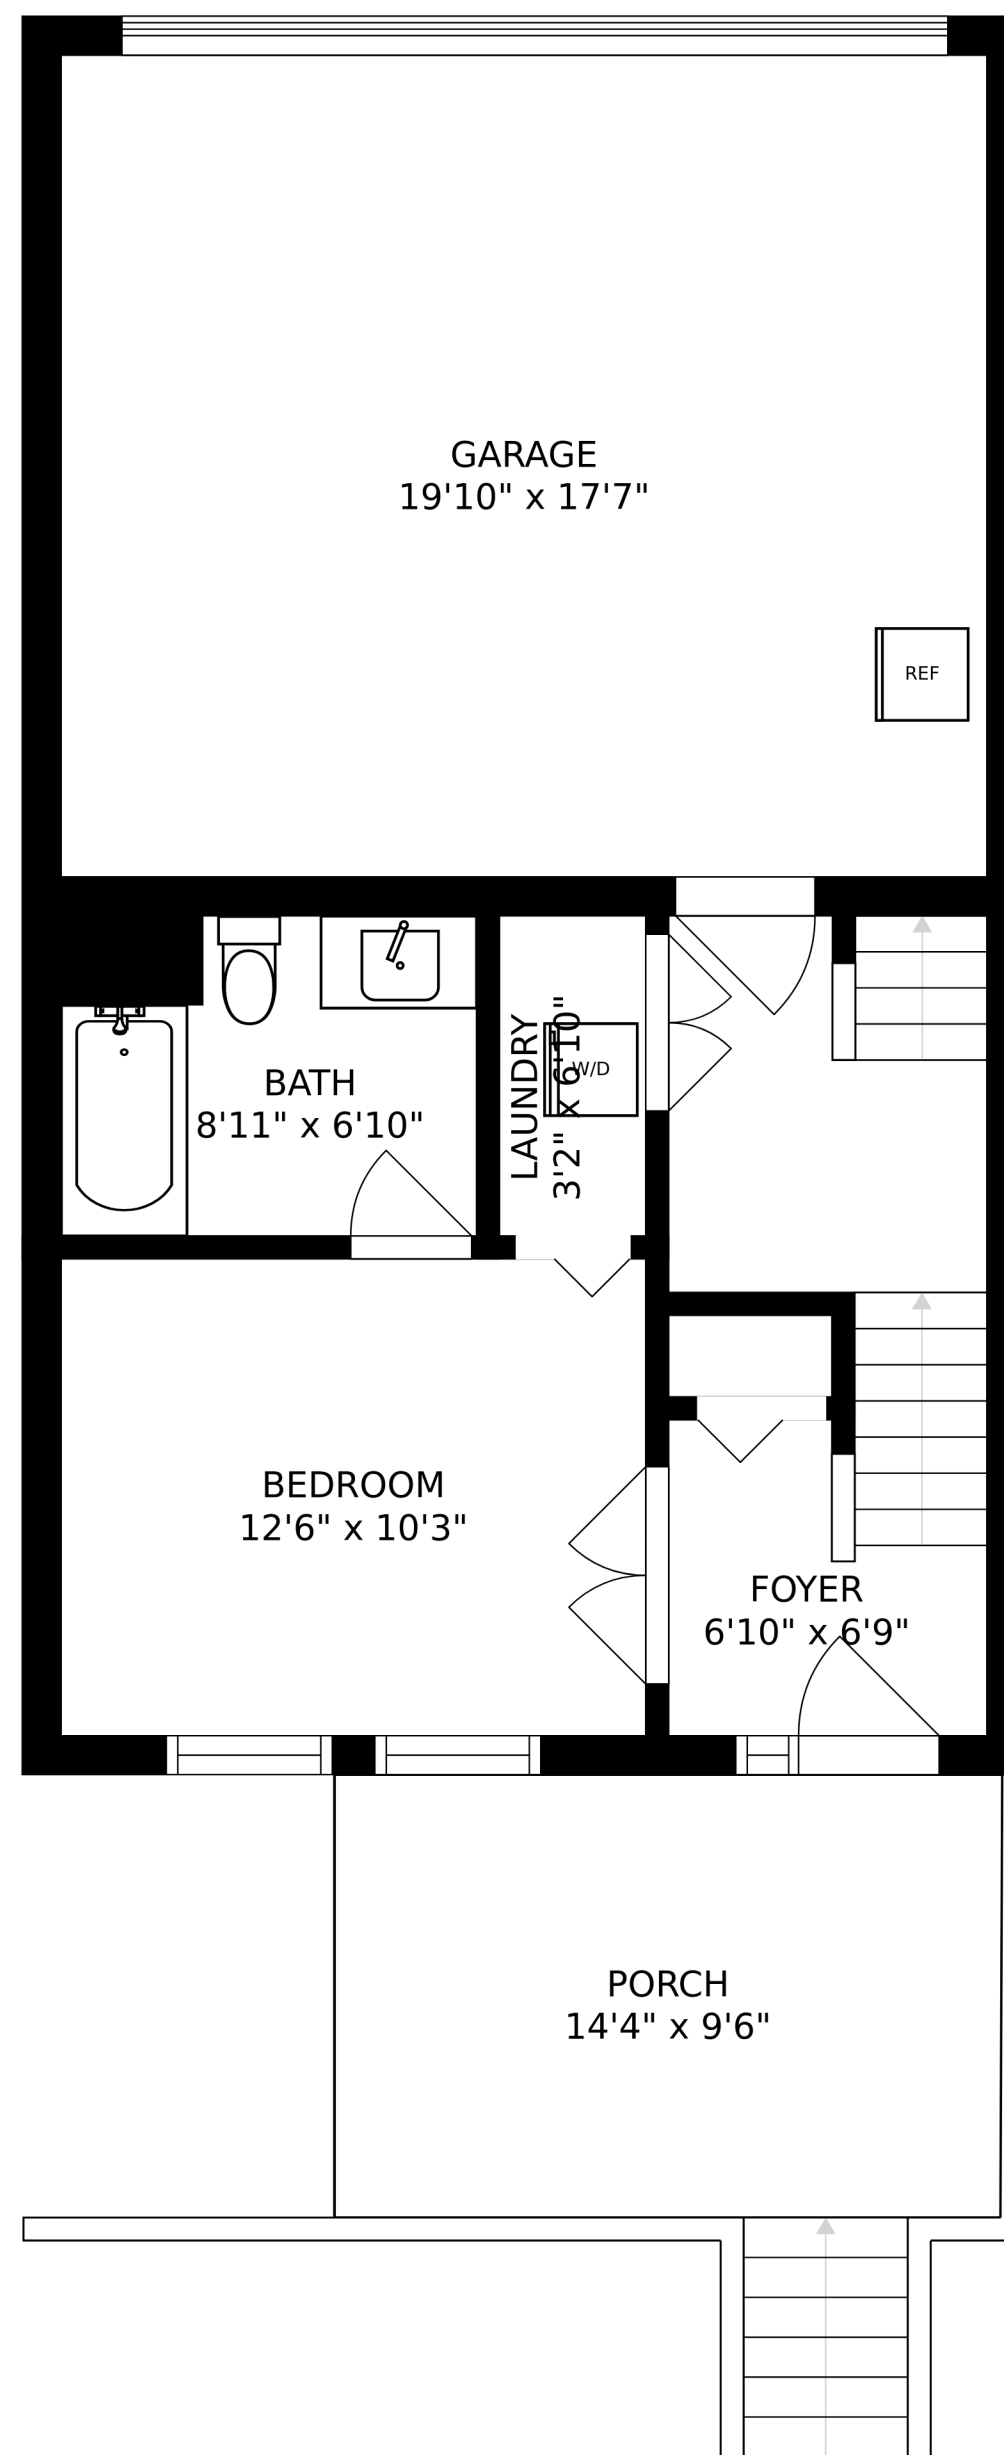 GARAGE
19'10" x 17'7"
REF
BATH
8'11" x 6'10"
LAUNDRY
3'2" x 6'10"
W/D
BEDROOM
12'6" x 10'3"
FOYER
6'10" x 6'9"
PORCH
14'4" x 9'6"